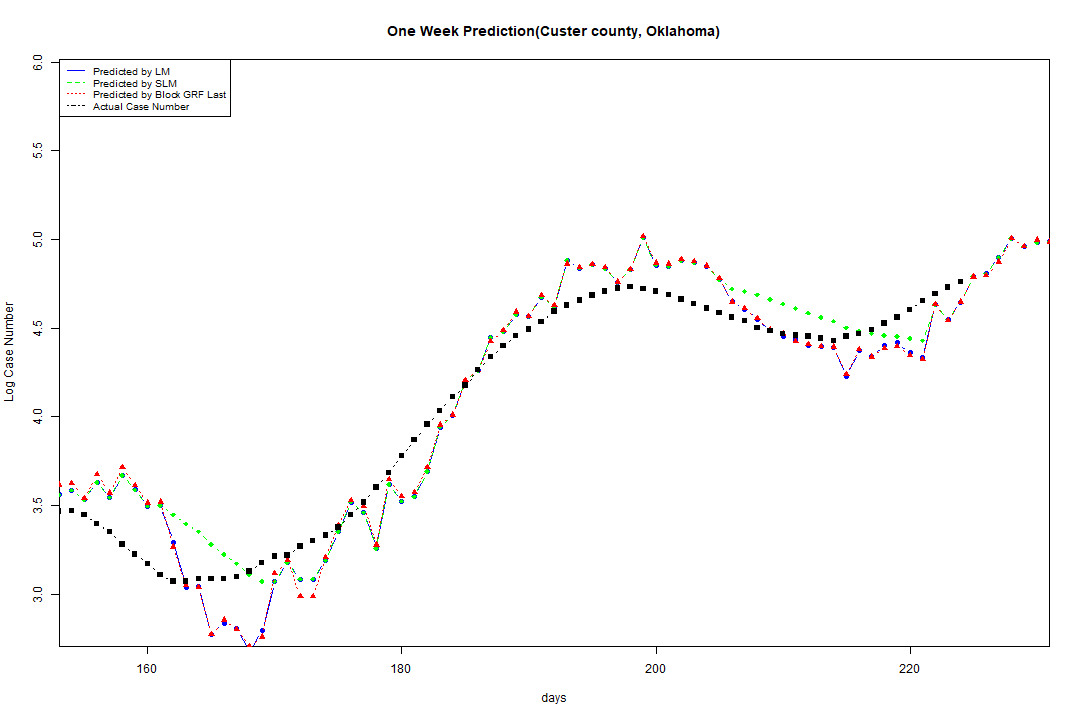 One Week Prediction(Custer county, Oklahoma)
Predicted by LM
Predicted by SLM
Predicted by Block GRF Last
Actual Case Number
6.0
5.5
5.0
4.5
4.0
3.5
3.0
Log Case Number
160 180 200 220
days